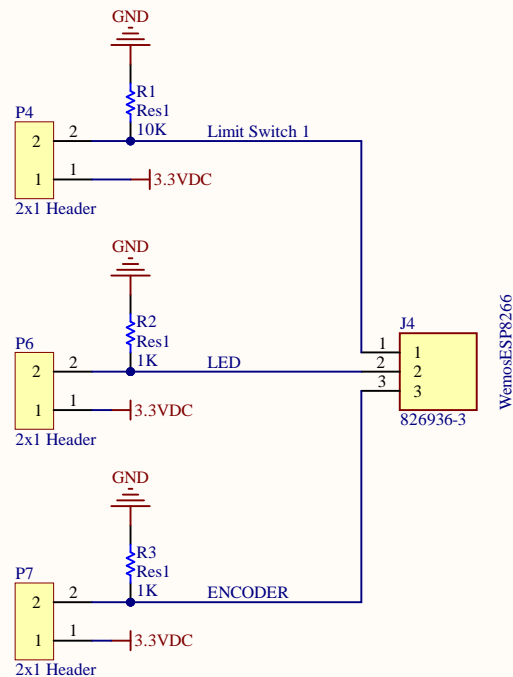 GND
R1
Res1
10K
P4
2 2
1 1
2x1 Header
Limit Switch 1
3.3VDC
GND
R2
Res1
1K
P6
2 2
1 1
2x1 Header
LED
3.3VDC
J4
1 1
2 2
3 3
826936-3
WemosESP8266
GND
R3
Res1
1K
P7
2 2
1 1
2x1 Header
ENCODER
3.3VDC